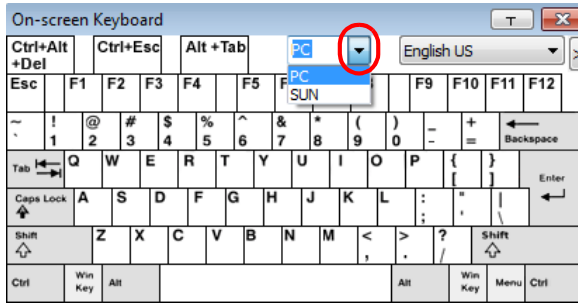 On-screen Keyboard T X
Ctrl+Alt +Del Ctrl+Esc Alt +Tab PC English US >
PC
SUN
Esc F1 F2 F3 F4 F5 F9 F10 F11 F12
~ ! @ # $ % ^ & * ( ) _ + Backspace
` 1 2 3 4 5 6 7 8 9 0 - =
Tab Q W E R T Y U I O P { [ } ] Enter
Caps Lock A S D F G H J K L : ; " ' | \
Shift Z X C V B N M < , > . ? / Shift
Ctrl Win Key Alt Alt Win Key Menu Ctrl